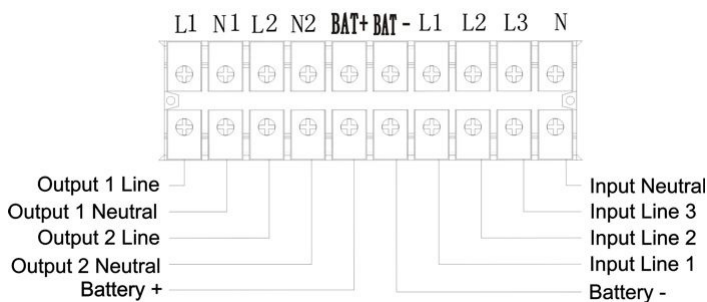 L1 N1 L2 N2 BAT+ BAT- L1 L2 L3 N
Output 1 Line
Output 1 Neutral
Output 2 Line
Output 2 Neutral
Battery +
Input Neutral
Input Line 3
Input Line 2
Input Line 1
Battery -